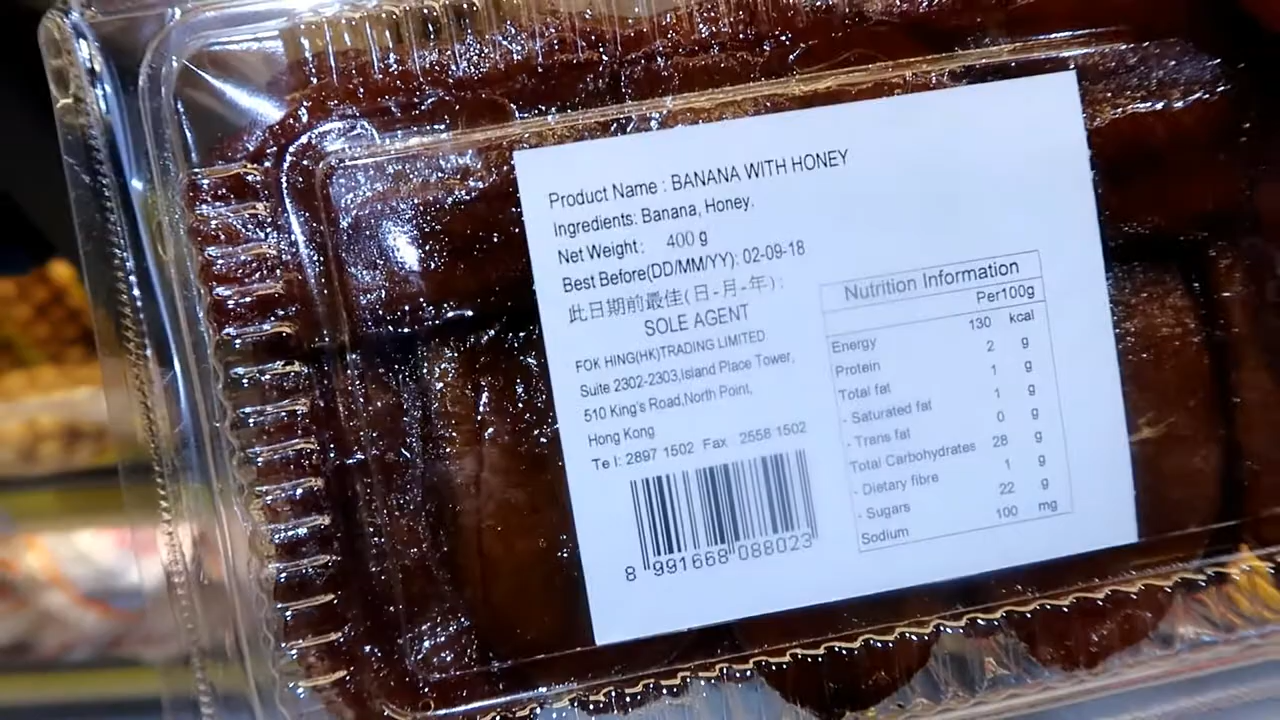 Product Name : BANANA WITH HONEY
Ingredients: Banana, Honey.
Net Weight: 400 g
Best Before(DD/MM/YY): 02-09-18
此日期前最佳(日-月-年):
SOLE AGENT
FOK HING(HK)TRADING LIMITED
Suite 2302-2303,Island Place Tower,
510 King's Road,North Point,
Hong Kong
Te l: 2897 1502 Fax 2558 1502
8 991668 088023
Nutrition Information
Per100g
Energy 130 kcal
Protein 2 g
Total fat 1 g
- Saturated fat 1 g
- Trans fat 0 g
Total Carbohydrates 28 g
- Dietary fibre 1 g
- Sugars 22 g
Sodium 100 mg